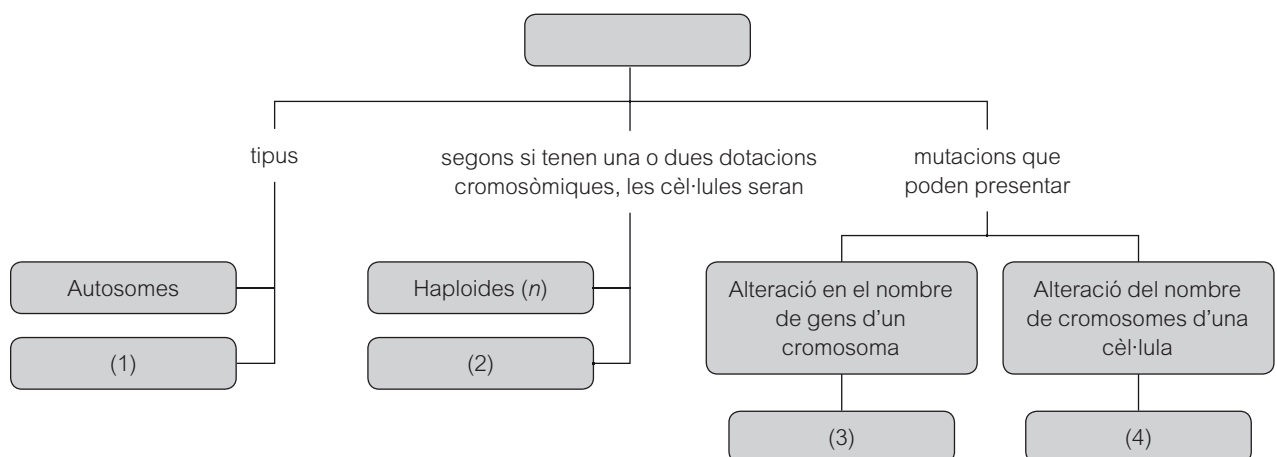 tipus
segons si tenen una o dues dotacions
cromosòmiques, les cèl·lules seran
mutacions que
poden presentar
Autosomes
(1)
Haploides (n)
(2)
Alteració en el nombre
de gens d'un
cromosoma
(3)
Alteració del nombre
de cromosomes d'una
cèl·lula
(4)